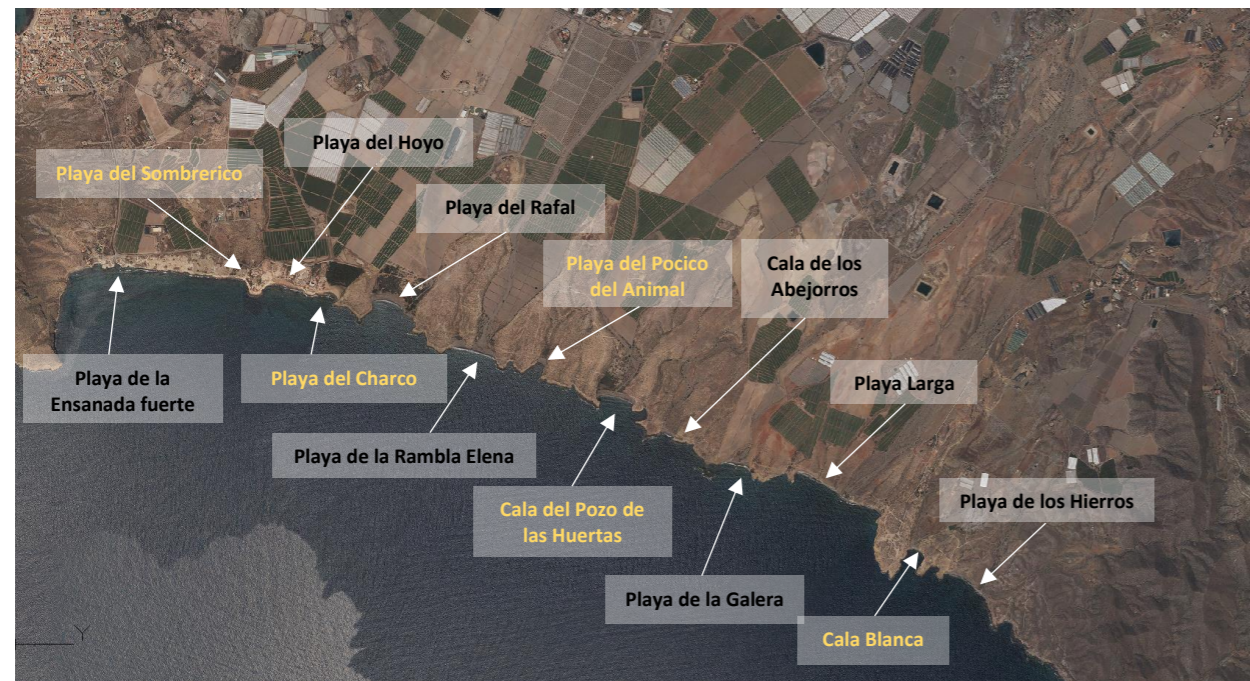 Playa del Hoyo
Playa del Sombrerico
Playa del Rafal
Playa del Pocico
del Animal
Cala de los
Abejorros
Playa de la
Ensanada fuerte
Playa del Charco
Playa Larga
Playa de la Rambla Elena
Cala del Pozo de
las Huertas
Playa de los Hierros
Playa de la Galera
Cala Blanca
Y